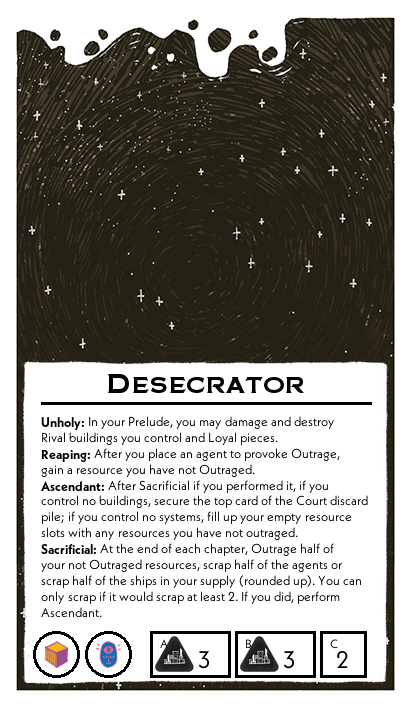 DESECRATOR
Unholy: In your Prelude, you may damage and destroy
Rival buildings you control and Loyal pieces.
Reaping: After you place an agent to provoke Outrage,
gain a resource you have not Outraged.
Ascendant: After Sacrificial if you performed it, if you
control no buildings, secure the top card of the Court discard
pile; if you control no systems, fill up your empty resource
slots with any resources you have not outraged.
Sacrificial: At the end of each chapter, Outrage half of
your not Outraged resources, scrap half of the agents or
scrap half of the ships in your supply (rounded up). You can
only scrap if it would scrap at least 2. If you did, perform
Ascendant.
A 3 B 3 C 2